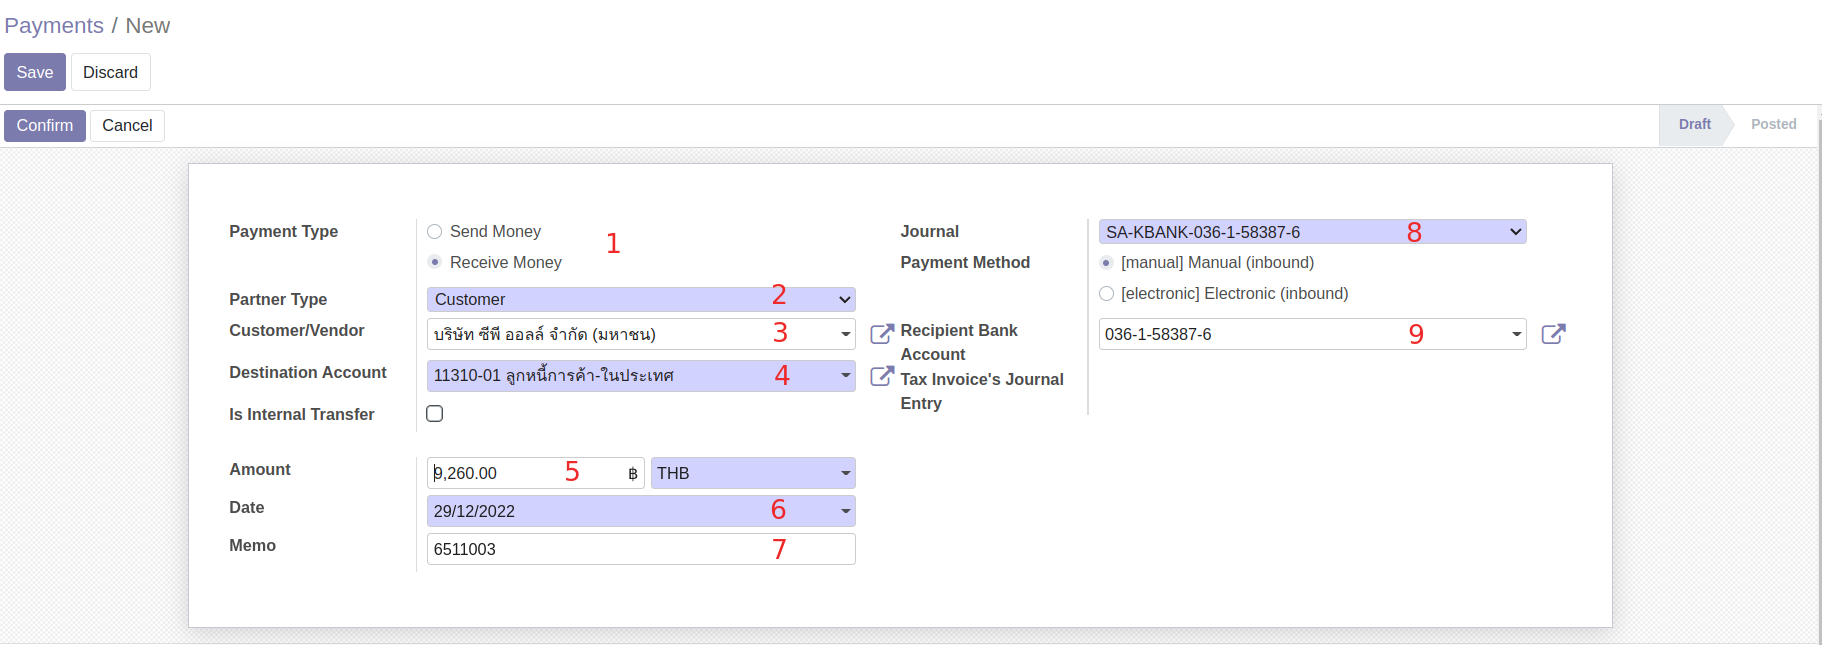 Payments / New
Save Discard
Confirm Cancel
Draft Posted
Payment Type
Send Money
Receive Money
1
Partner Type
Customer
2
Customer/Vendor
บริษัท ซีพี ออลล์ จำกัด (มหาชน)
3
Destination Account
11310-01 ลูกหนี้การค้า-ในประเทศ
4
Is Internal Transfer
Amount
9,260.00 ฿
5
THB
Date
29/12/2022
6
Memo
6511003
7
Journal
SA-KBANK-036-1-58387-6
8
Payment Method
[manual] Manual (inbound)
[electronic] Electronic (inbound)
Recipient Bank
Account
036-1-58387-6
9
Tax Invoice's Journal
Entry